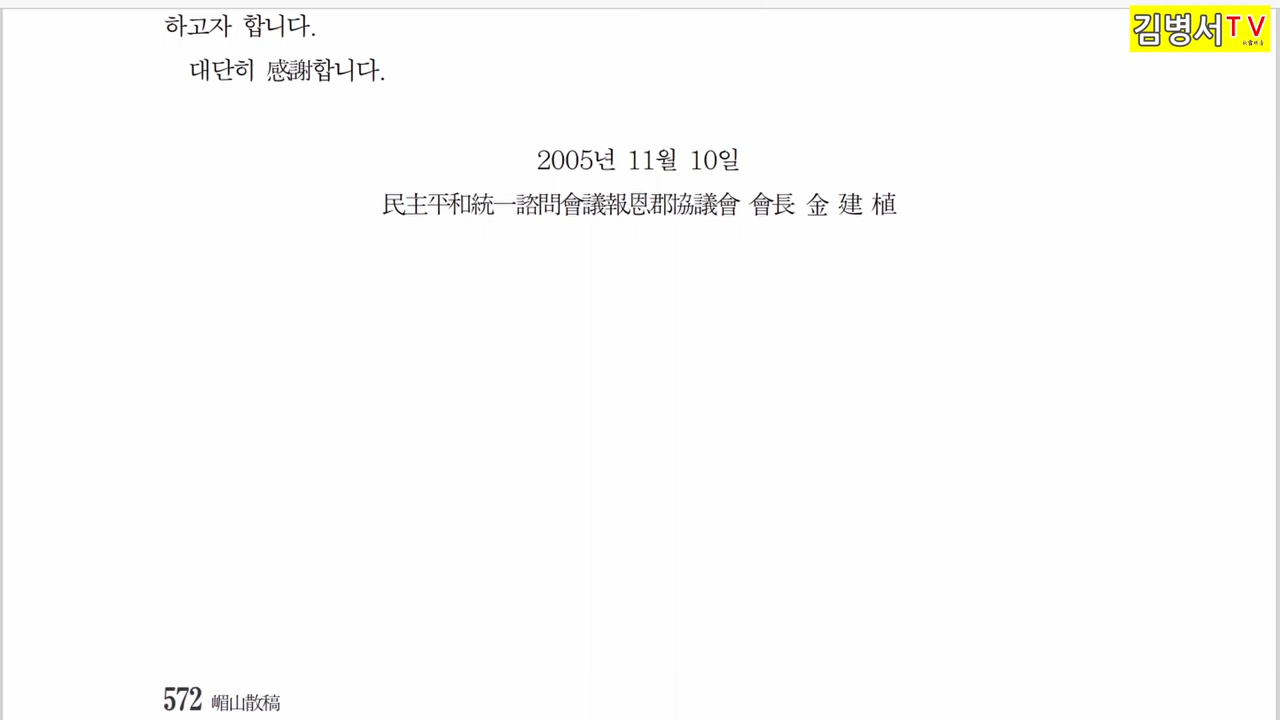 하고자 합니다.
김병서TV
대단히 感謝합니다.
2005년 11월 10일
民主平和統一諮問會議報恩郡協議會 會長 金 建 植
572 嵋山散稿